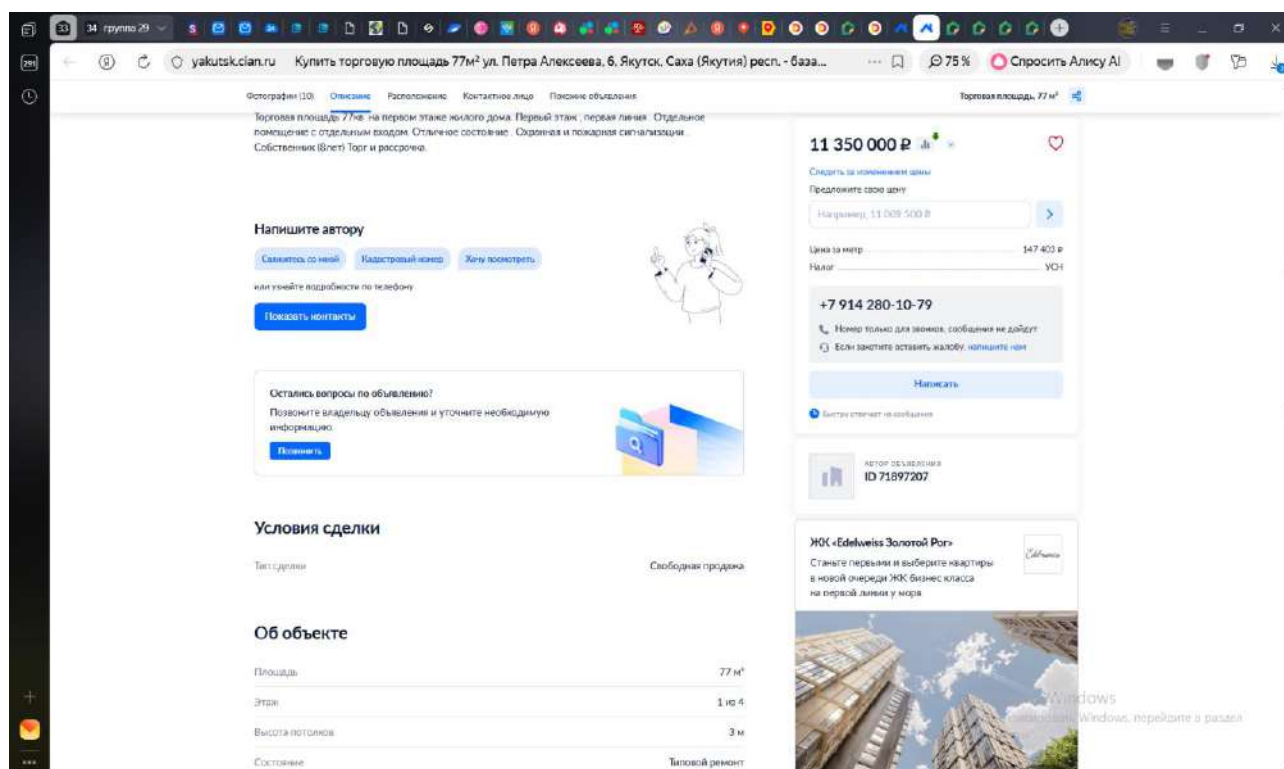 33
34 группа 29
291
yakutsk.cian.ru Купить торговую площадь 77м² ул. Петра Алексеева, 6, Якутск, Саха (Якутия) респ. - база...
75 %
Спросить Алису AI
Фотографии (10) Описание Расположение Контактное лицо Похожие объявления
Торговая площадь, 77 м²
Торговая площадь 77кв на первом этаже жилого дома. Первый этаж , первая линия . Отдельное
помещение с отдельным входом. Отличное состояние . Охранная и пожарная сигнализации .
Собственник (8лет) Торг и рассрочка.
Напишите автору
Свяжитесь со мной Кадастровый номер Хочу посмотреть
или узнайте подробности по телефону
Показать контакты
Остались вопросы по объявлению?
Позвоните владельцу объявления и уточните необходимую
информацию.
Позвонить
Условия сделки
Тип сделки Свободная продажа
Об объекте
Площадь 77 м²
Этаж 1 из 4
Высота потолков 3 м
Состояние Типовой ремонт
11 350 000 ₽
Следить за изменением цены
Предложите свою цену
Например, 11 009 500 ₽
Цена за метр 147 403 ₽
Налог УСН
+7 914 280-10-79
Номер только для звонков, сообщения не дойдут
Если захотите оставить жалобу, напишите нам
Написать
Быстро отвечает на сообщения
АВТОР ОБЪЯВЛЕНИЯ
ID 71897207
ЖК «Edelweiss Золотой Рог»
Станьте первыми и выберите квартиры
в новой очереди ЖК бизнес класса
на первой линии у моря
Edelweiss
Windows
Windows, перейдите в раздел